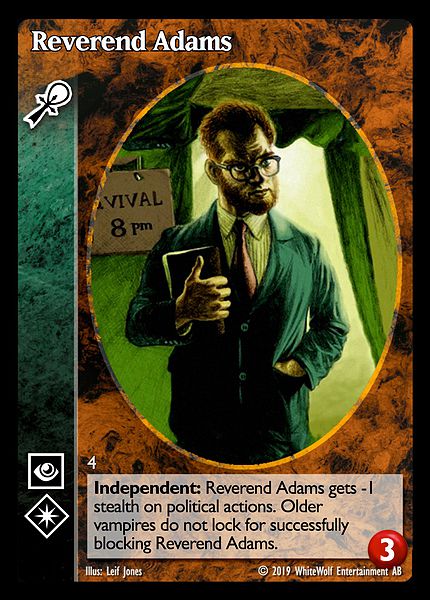 Reverend Adams
VIVAL
8 pm
4
Independent: Reverend Adams gets -1
stealth on political actions. Older
vampires do not lock for successfully
blocking Reverend Adams.
3
Illus: Leif Jones
© 2019 WhiteWolf Entertainment AB